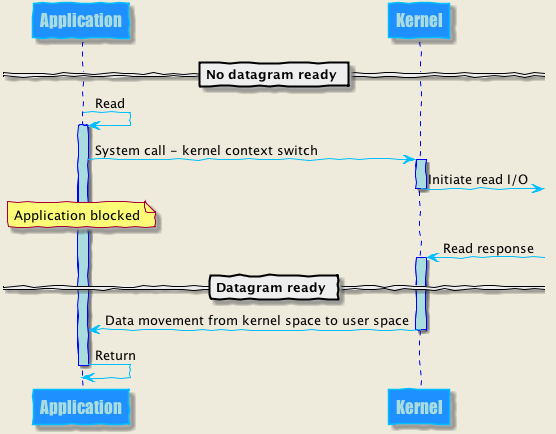 Application
Kernel
No datagram ready
Read
System call - kernel context switch
Initiate read I/O
Application blocked
Read response
Datagram ready
Data movement from kernel space to user space
Return
Application
Kernel